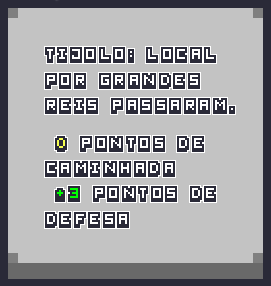 TIJOLO: LOCAL
POR GRANDES
REIS PASSARAM.
0 PONTOS DE
CAMINHADA
+3 PONTOS DE
DEFESA